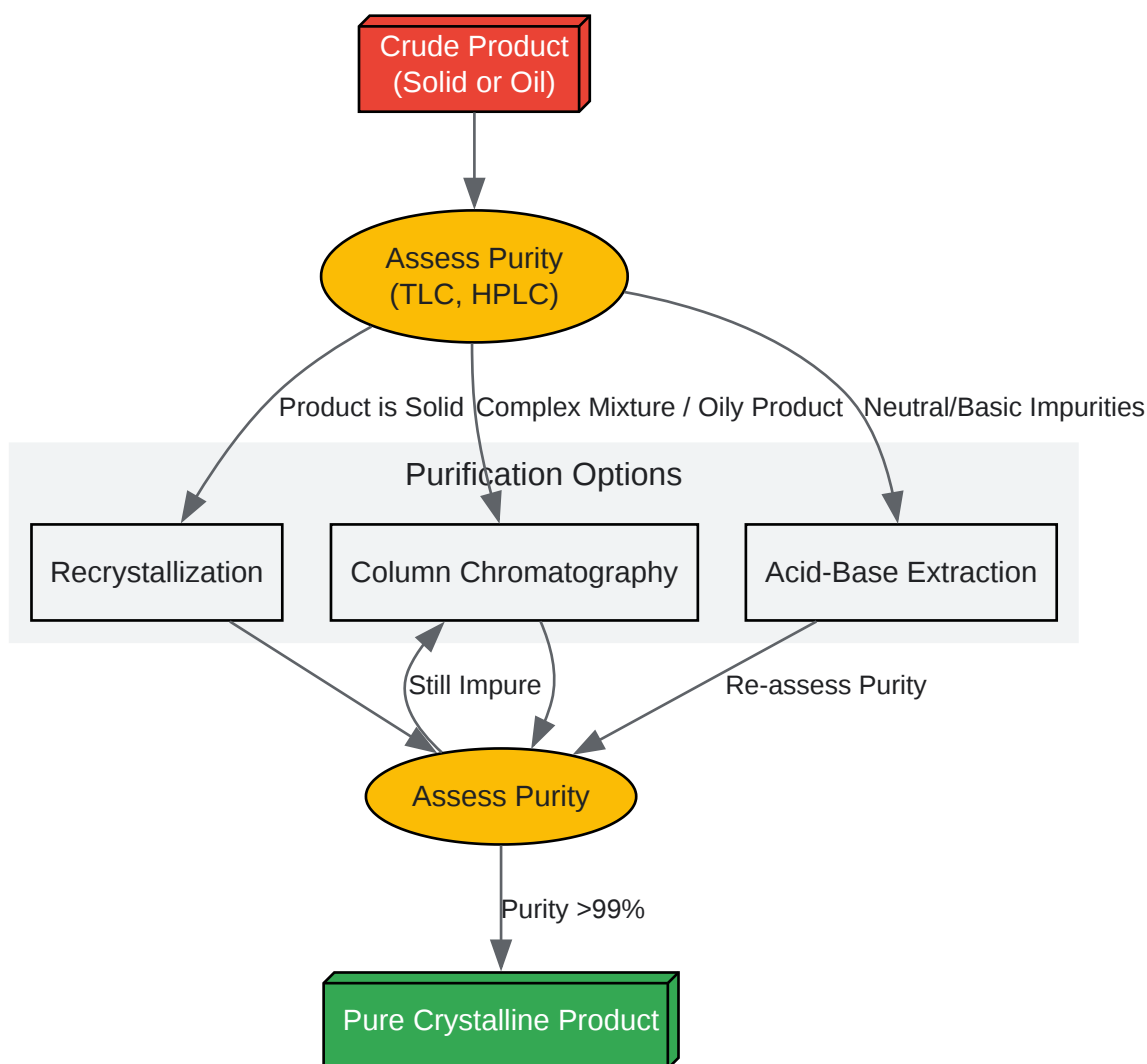 Crude Product
(Solid or Oil)
Assess Purity
(TLC, HPLC)
Product is Solid
Complex Mixture / Oily Product
Neutral/Basic Impurities
Purification Options
Recrystallization
Column Chromatography
Acid-Base Extraction
Still Impure
Re-assess Purity
Assess Purity
Purity >99%
Pure Crystalline Product